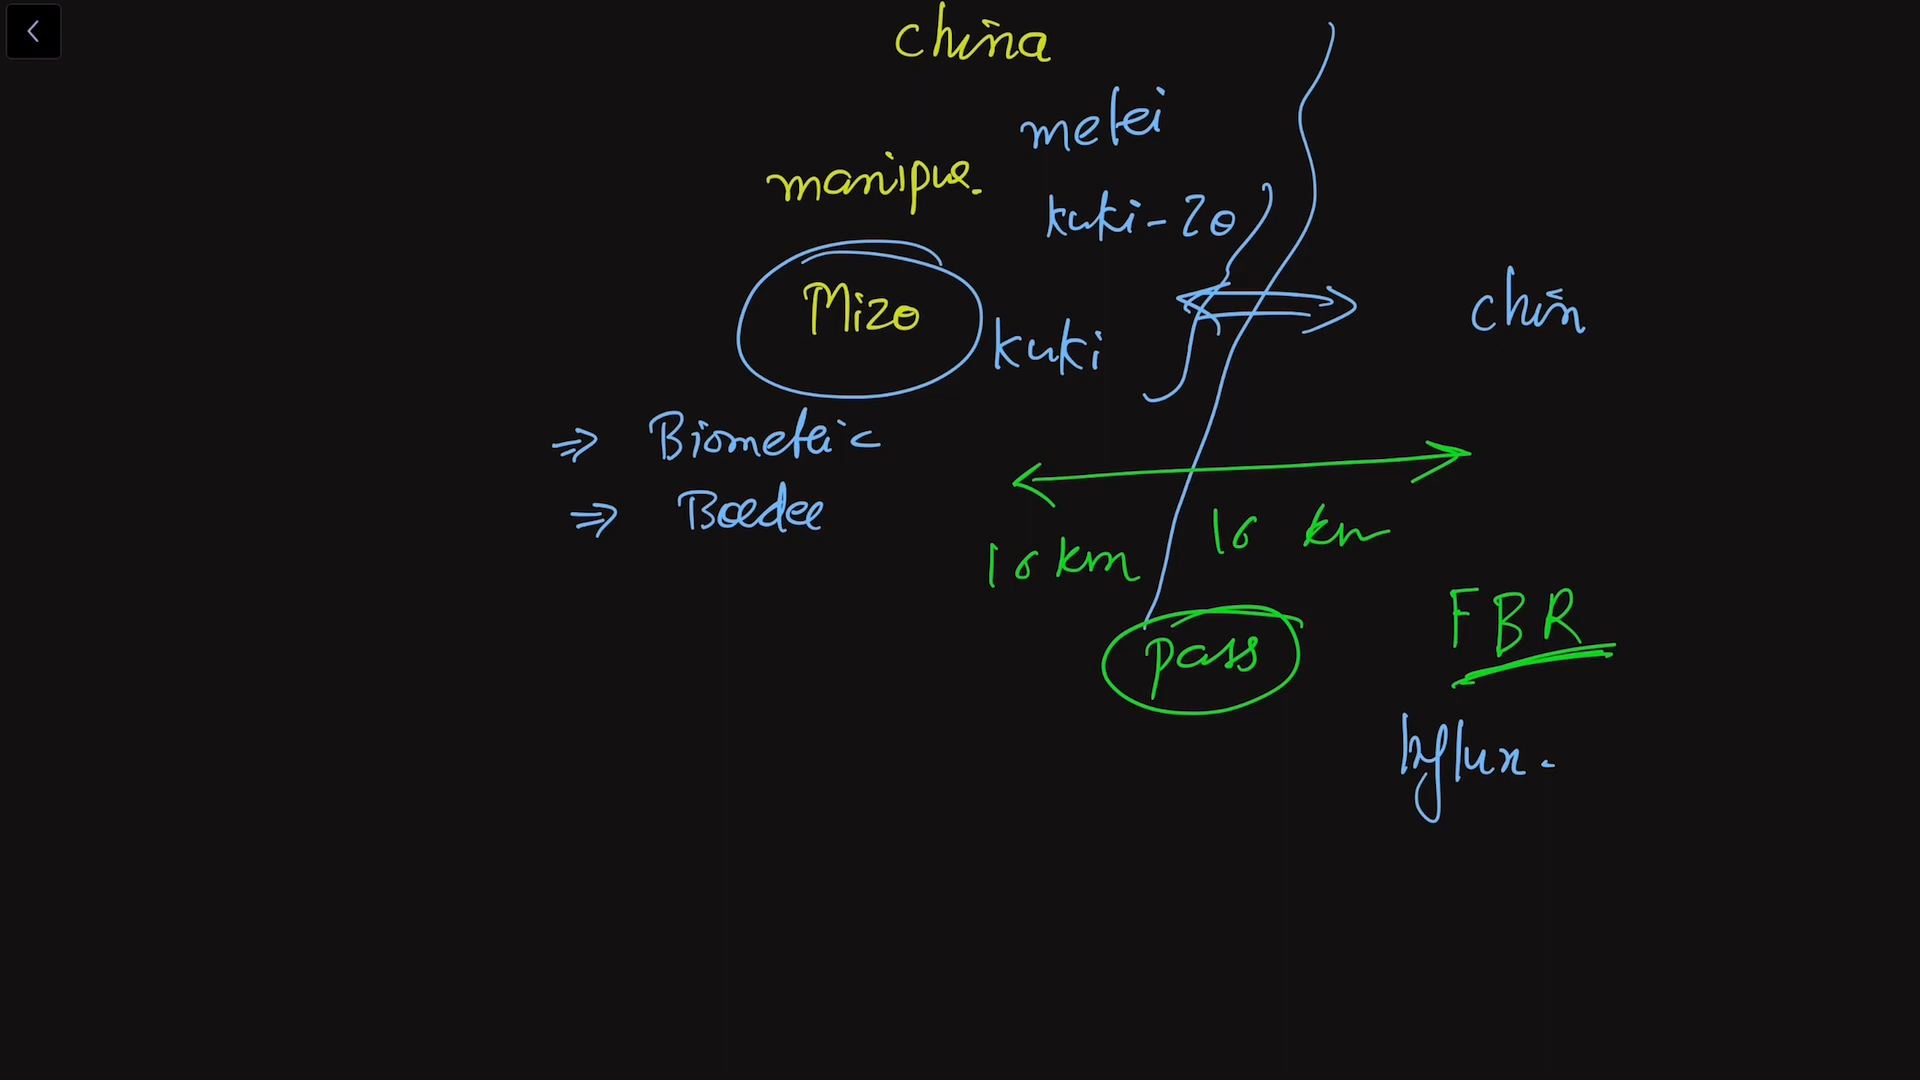 China
metei
manipur.
kuki-zo
Mizo
kuki
chin
⇒ Biometric
⇒ Border
16 km
16 km
pass
FBR
Influx.